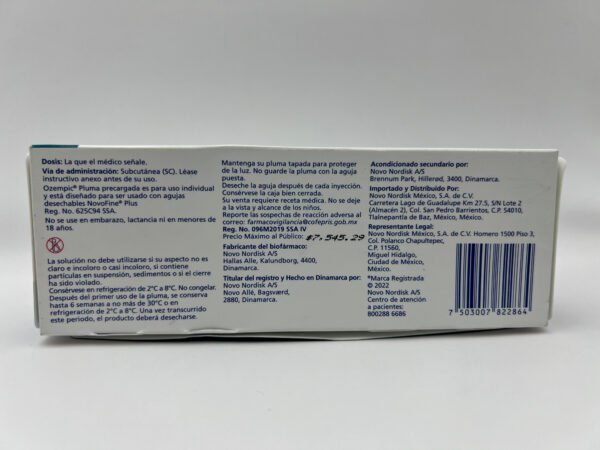 Dosis: La que el médico señale.
Vía de administración: Subcutánea (SC). Léase
instructivo anexo antes de su uso.
Ozempic® Pluma precargada es para uso individual
y está diseñado para ser usado con agujas
desechables NovoFine® Plus
Reg. No. 625C94 SSA.
No se use en embarazo, lactancia ni en menores de
18 años.
La solución no debe utilizarse si su aspecto no es
claro e incoloro o casi incoloro, si contiene
partículas en suspensión, sedimentos o si el cierre
ha sido violado.
Consérvese en refrigeración de 2°C a 8°C. No congelar.
Después del primer uso de la pluma, se conserva
hasta 6 semanas a no más de 30°C o en
refrigeración de 2°C a 8°C. Una vez transcurrido
este periodo, el producto deberá desecharse.
Mantenga su pluma tapada para proteger
de la luz. No guarde la pluma con la aguja
puesta.
Deseche la aguja después de cada inyección.
Consérvese la caja bien cerrada.
Su venta requiere receta médica. No se deje
a la vista o alcance de los niños.
Reporte las sospechas de reacción adversa al
correo: farmacovigilancia@cofepris.gob.mx
Reg. No. 096M2019 SSA IV
Precio Máximo al Público: $7,545.29
Fabricante del biofármaco:
Novo Nordisk A/S
Hallas Alle, Kalundborg, 4400,
Dinamarca.
Titular del registro y Hecho en Dinamarca por:
Novo Nordisk A/S
Novo Allé, Bagsværd,
2880, Dinamarca.
Acondicionado secundario por:
Novo Nordisk A/S
Brennum Park, Hillerød, 3400, Dinamarca.
Importado y Distribuido Por:
Novo Nordisk México, S.A. de C.V.
Carretera Lago de Guadalupe Km 27.5, S/N Lote 2
(Almacén 2), Col. San Pedro Barrientos, C.P. 54010,
Tlalnepantla de Baz, México, México.
Representante Legal:
Novo Nordisk México, S.A. de C.V. Homero 1500 Piso 3,
Col. Polanco Chapultepec,
C.P. 11560,
Miguel Hidalgo,
Ciudad de México,
México.
®Marca Registrada
© 2022
Novo Nordisk A/S
Centro de atención
a pacientes:
800288 6686
7 503007 822864